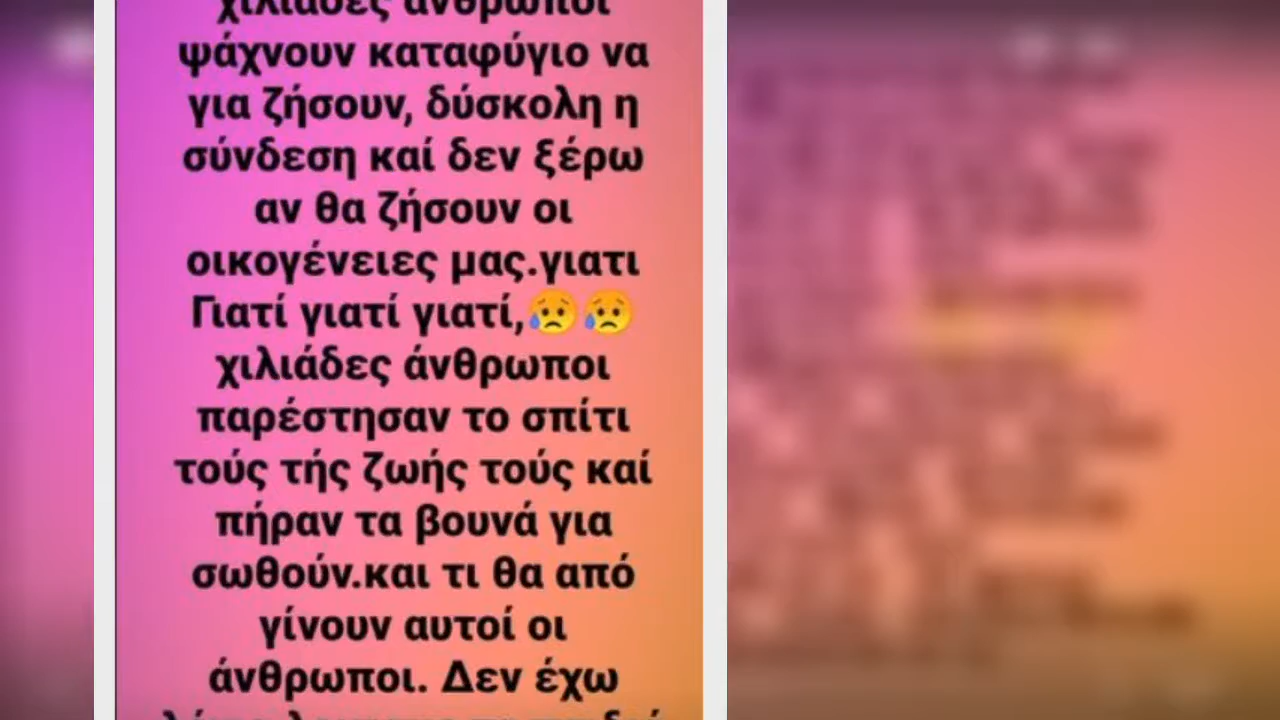 χιλιάδες άνθρωποι
ψάχνουν καταφύγιο να
για ζήσουν, δύσκολη η
σύνδεση καί δεν ξέρω
αν θα ζήσουν οι
οικογένειες μας.γιατι
Γιατί γιατί γιατί,😥😥
χιλιάδες άνθρωποι
παρέστησαν το σπίτι
τούς τής ζωής τούς καί
πήραν τα βουνά για
σωθούν.και τι θα από
γίνουν αυτοί οι
άνθρωποι. Δεν έχω